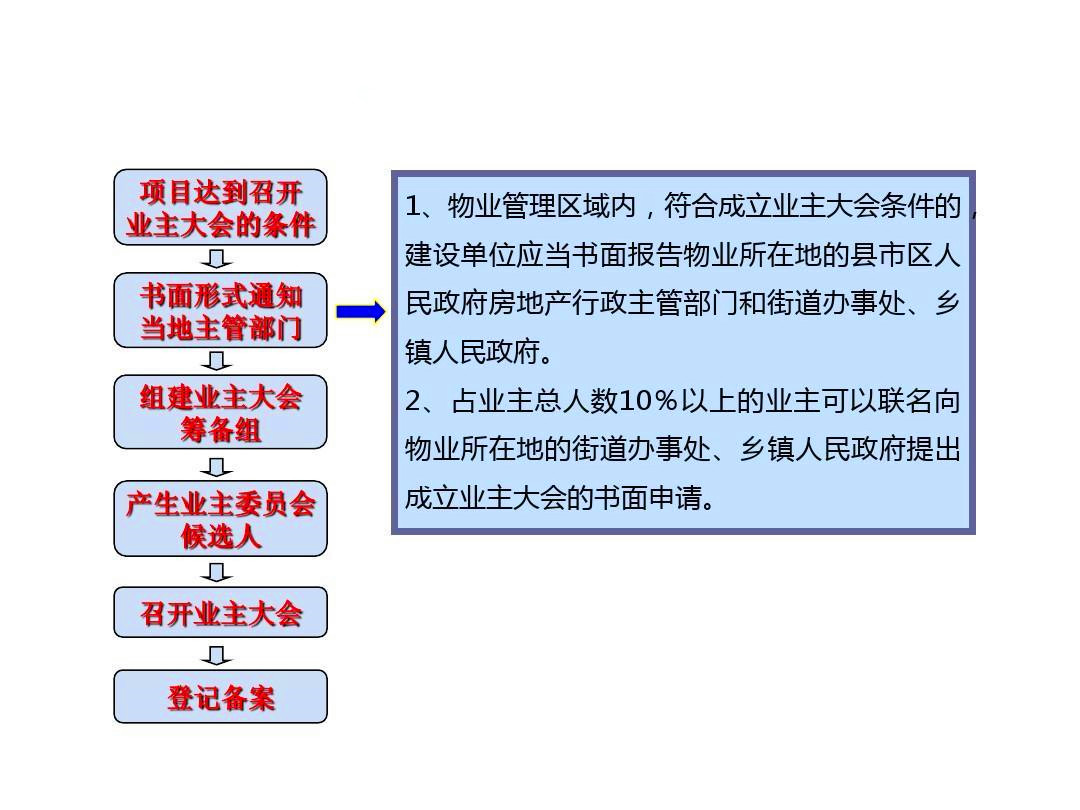 项目达到召开
业主大会的条件
书面形式通知
当地主管部门
组建业主大会
筹备组
产生业主委员会
候选人
召开业主大会
登记备案
1、物业管理区域内，符合成立业主大会条件的，
建设单位应当书面报告物业所在地的县市区人
民政府房地产行政主管部门和街道办事处、乡
镇人民政府。
2、占业主总人数10%以上的业主可以联名向
物业所在地的街道办事处、乡镇人民政府提出
成立业主大会的书面申请。